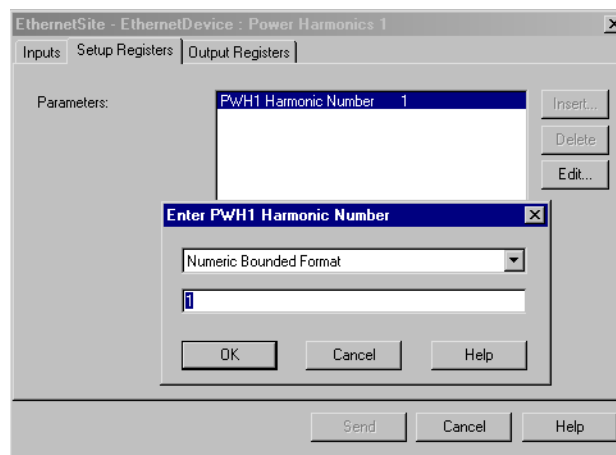 EthernetSite - EthernetDevice : Power Harmonics 1
Inputs Setup Registers Output Registers
Parameters: PWH1 Harmonic Number 1 Insert...
Delete
Edit...
Enter PWH1 Harmonic Number
Numeric Bounded Format
1
OK Cancel Help
Send Cancel Help